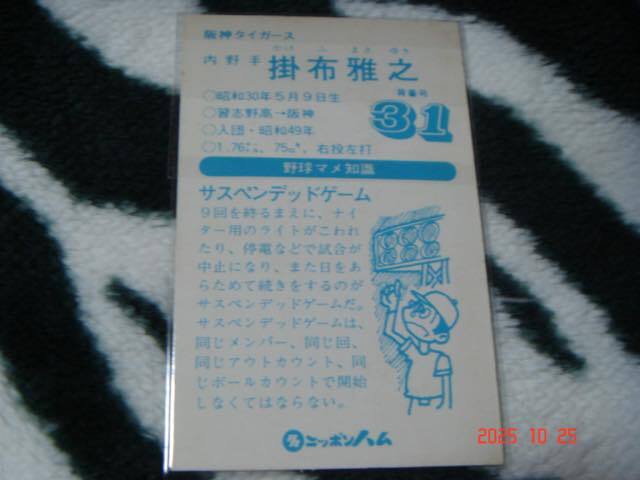 阪神タイガース
かけ ふ まさ ゆき
内野手 掛布雅之
背番号
31
○昭和30年5月9日生
○習志野高→阪神
○入団・昭和49年
○1.76㍍、75㌔、右投左打
野球マメ知識
サスペンデッドゲーム
9回を終るまえに、ナイ
ター用のライトがこわれ
たり、停電などで試合が
中止になり、また日をあ
らためて続きをするのが
サスペンデッドゲームだ。
サスペンデッドゲームは、
同じメンバー、同じ回、
同じアウトカウント、同
じボールカウントで開始
しなくてはならない。
ニッポンハム
2025 10 25